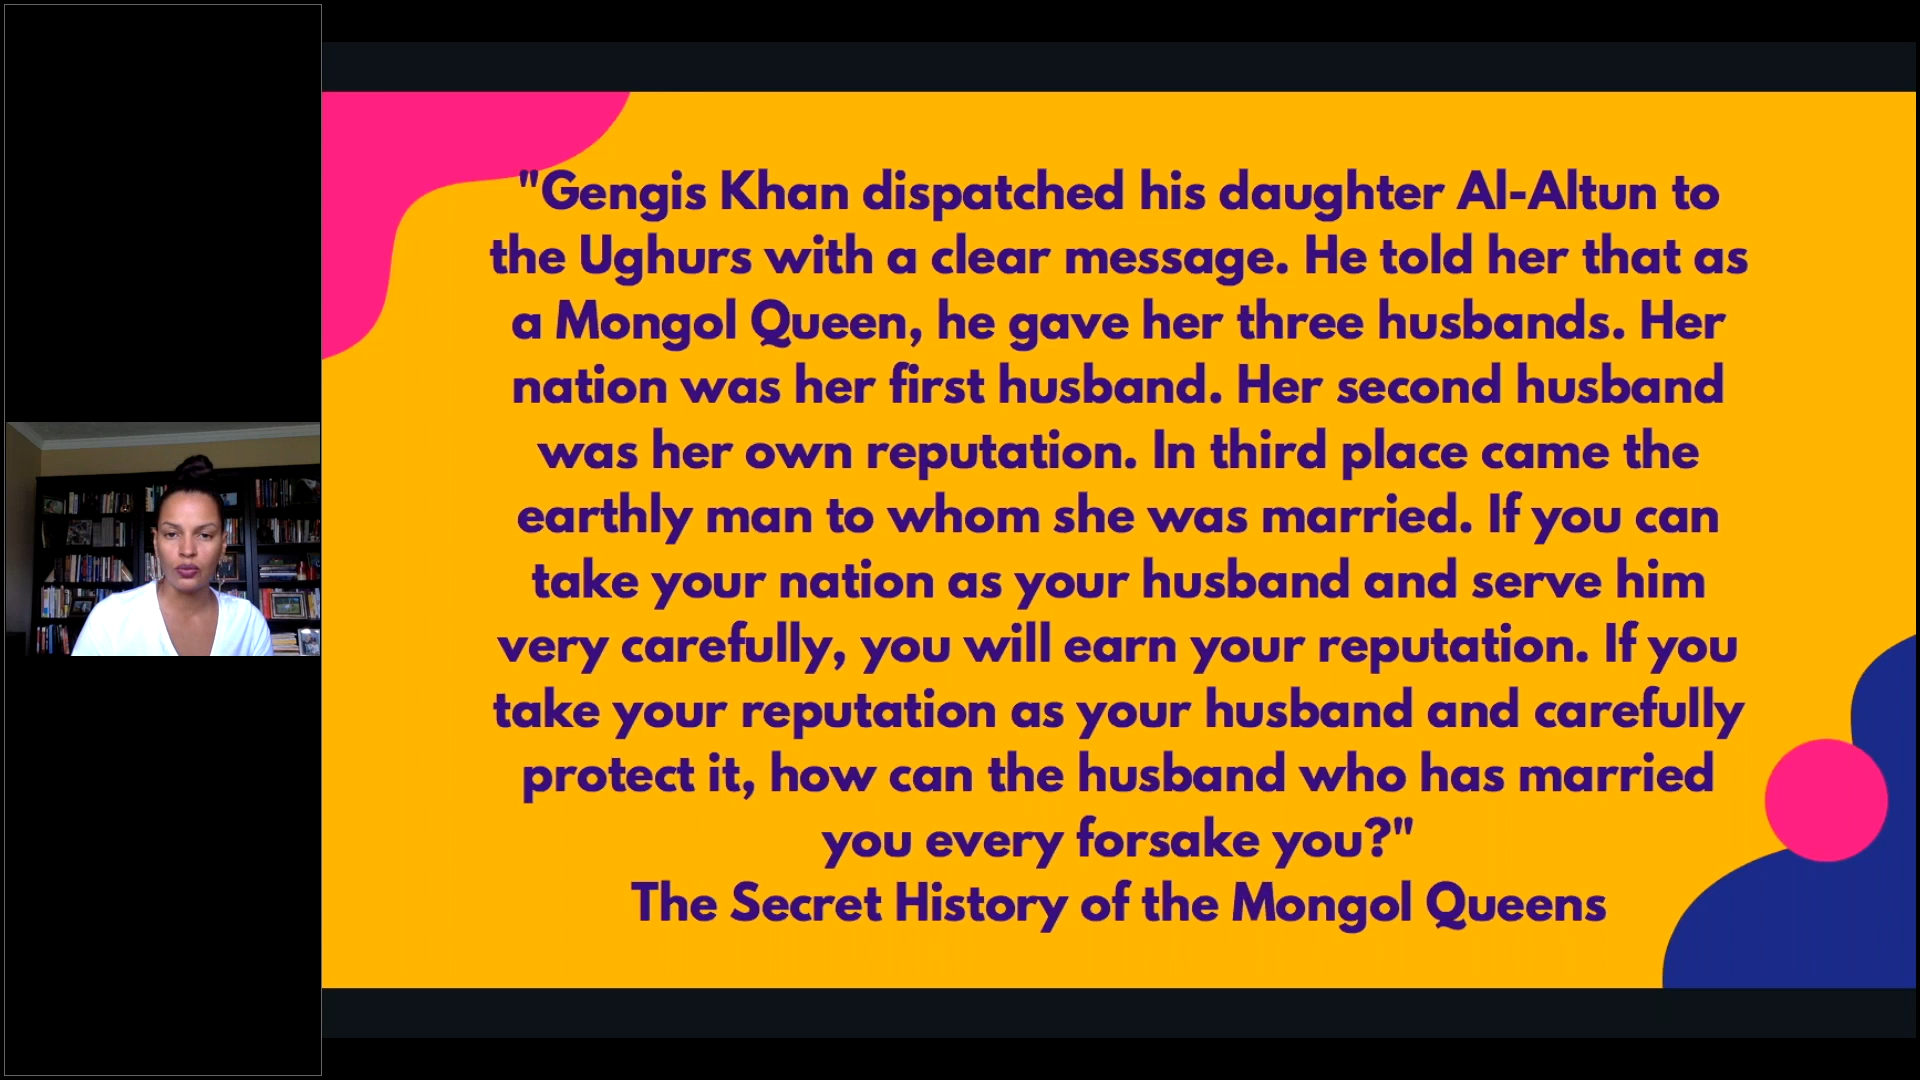 "Gengis Khan dispatched his daughter Al-Altun to
the Ughurs with a clear message. He told her that as
a Mongol Queen, he gave her three husbands. Her
nation was her first husband. Her second husband
was her own reputation. In third place came the
earthly man to whom she was married. If you can
take your nation as your husband and serve him
very carefully, you will earn your reputation. If you
take your reputation as your husband and carefully
protect it, how can the husband who has married
you every forsake you?"
The Secret History of the Mongol Queens